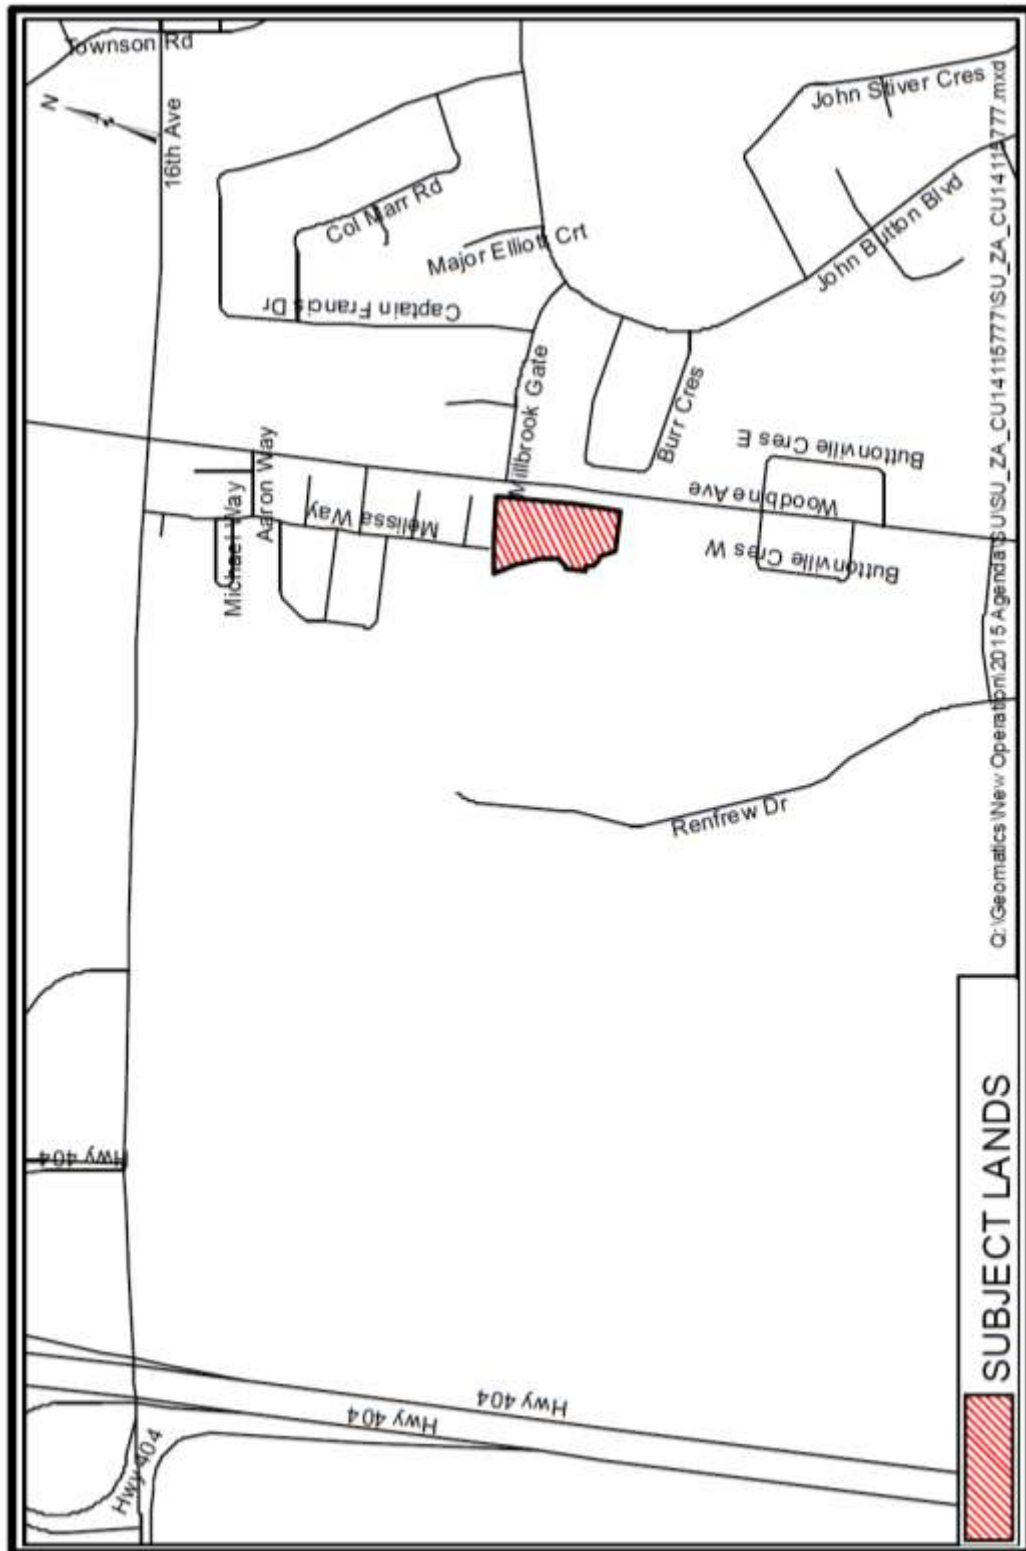 Townson Rd
N
16th Ave
John Stiver Cres
Col Marr Rd
Major Elliott Crt
John Button Blvd
Captain Francis Dr
Millbrook Gate
Burr Cres
Aaron Way
Michael Way
Melissa Way
Woodbine Ave
Buttonville Cres E
Buttonville Cres W
Renfrew Dr
Hwy 404
Hwy 404
Hwy 404
Hwy 404
Q:\Geomatics\New Operation\2015 Agenda\SU\SU_ZA_CU14115777\SU_ZA_CU14115777.mxd
SUBJECT LANDS